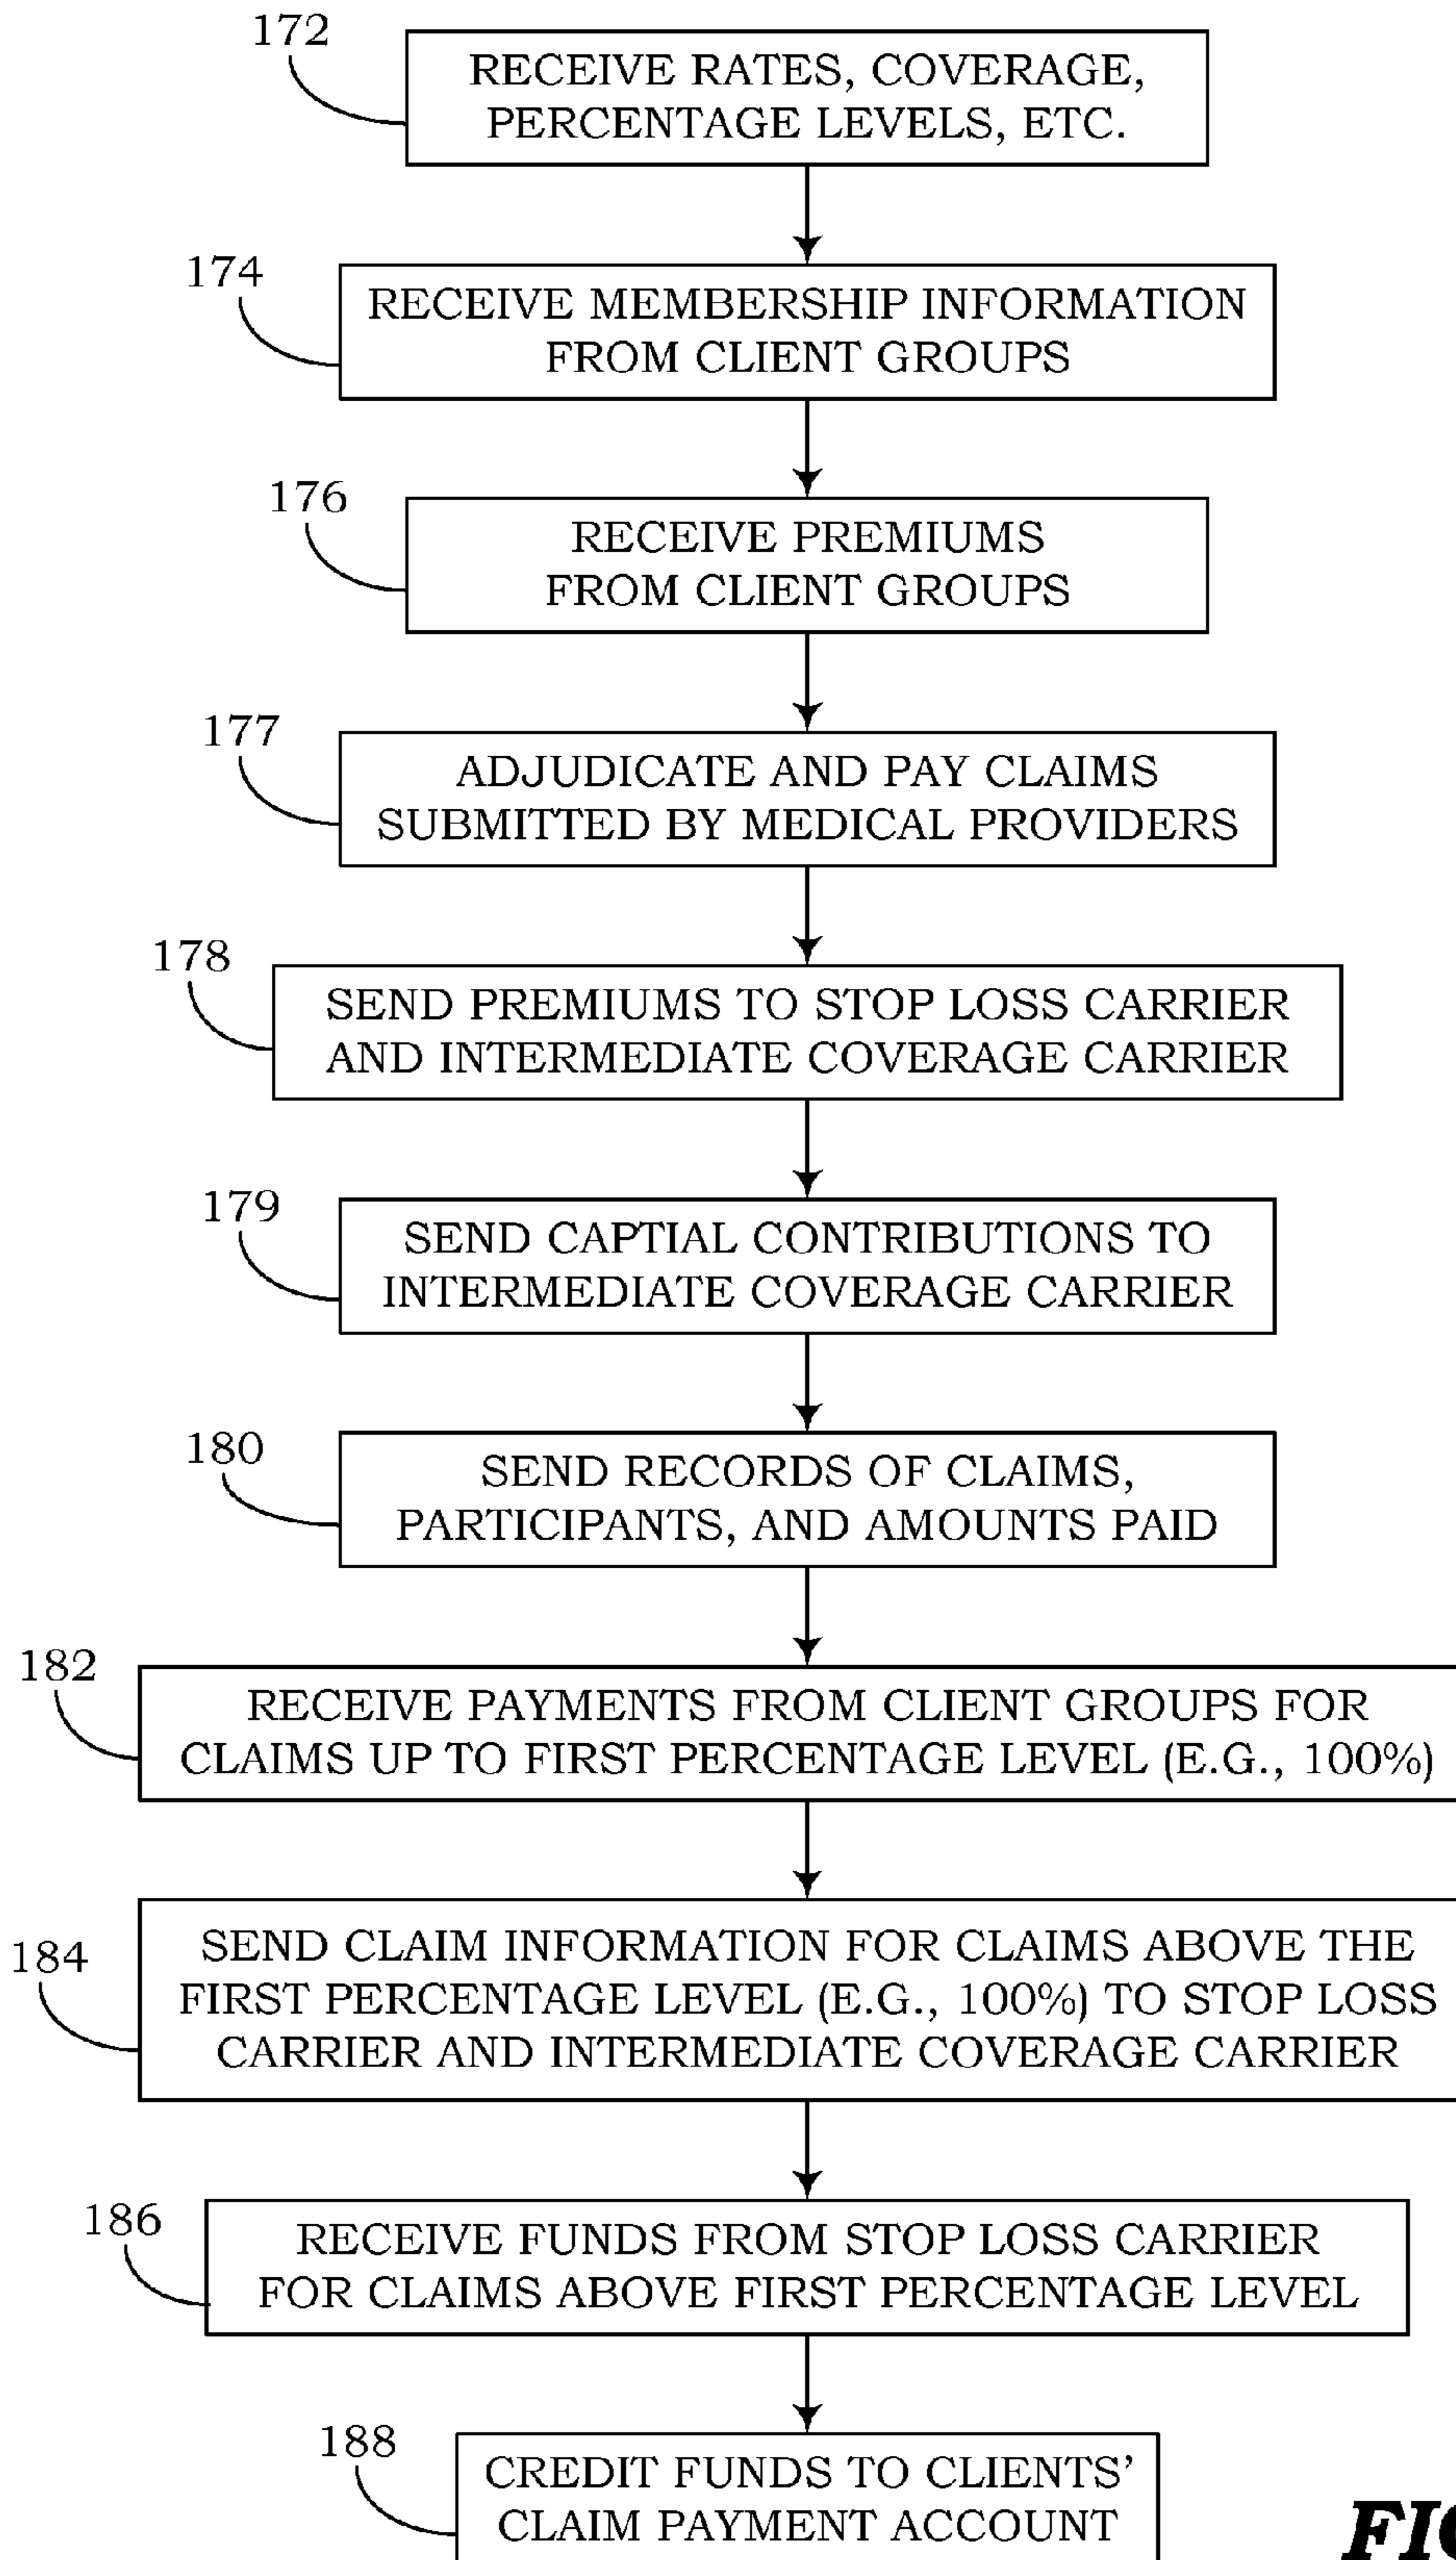 172
RECEIVE RATES, COVERAGE,
PERCENTAGE LEVELS, ETC.
174
RECEIVE MEMBERSHIP INFORMATION
FROM CLIENT GROUPS
176
RECEIVE PREMIUMS
FROM CLIENT GROUPS
177
ADJUDICATE AND PAY CLAIMS
SUBMITTED BY MEDICAL PROVIDERS
178
SEND PREMIUMS TO STOP LOSS CARRIER
AND INTERMEDIATE COVERAGE CARRIER
179
SEND CAPTIAL CONTRIBUTIONS TO
INTERMEDIATE COVERAGE CARRIER
180
SEND RECORDS OF CLAIMS,
PARTICIPANTS, AND AMOUNTS PAID
182
RECEIVE PAYMENTS FROM CLIENT GROUPS FOR
CLAIMS UP TO FIRST PERCENTAGE LEVEL (E.G., 100%)
184
SEND CLAIM INFORMATION FOR CLAIMS ABOVE THE
FIRST PERCENTAGE LEVEL (E.G., 100%) TO STOP LOSS
CARRIER AND INTERMEDIATE COVERAGE CARRIER
186
RECEIVE FUNDS FROM STOP LOSS CARRIER
FOR CLAIMS ABOVE FIRST PERCENTAGE LEVEL
188
CREDIT FUNDS TO CLIENTS’
CLAIM PAYMENT ACCOUNT